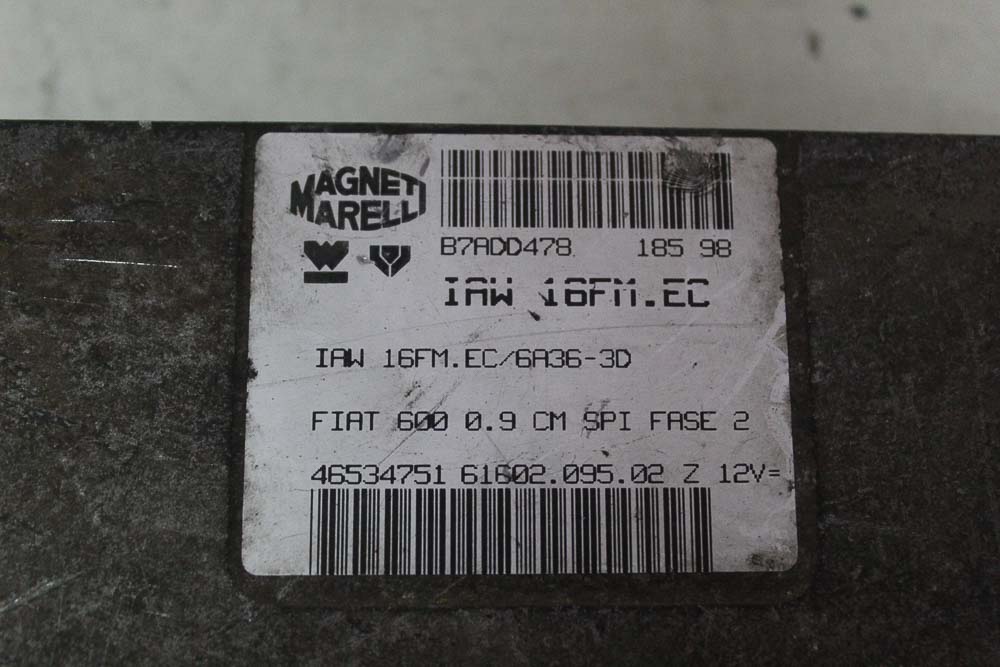 MAGNETI
MARELLI
B7ADD478 185 98
IAW 16FM.EC
IAW 16FM.EC/6A36-3D
FIAT 600 0.9 CM SPI FASE 2
46534751 61602.095.02 Z 12V=